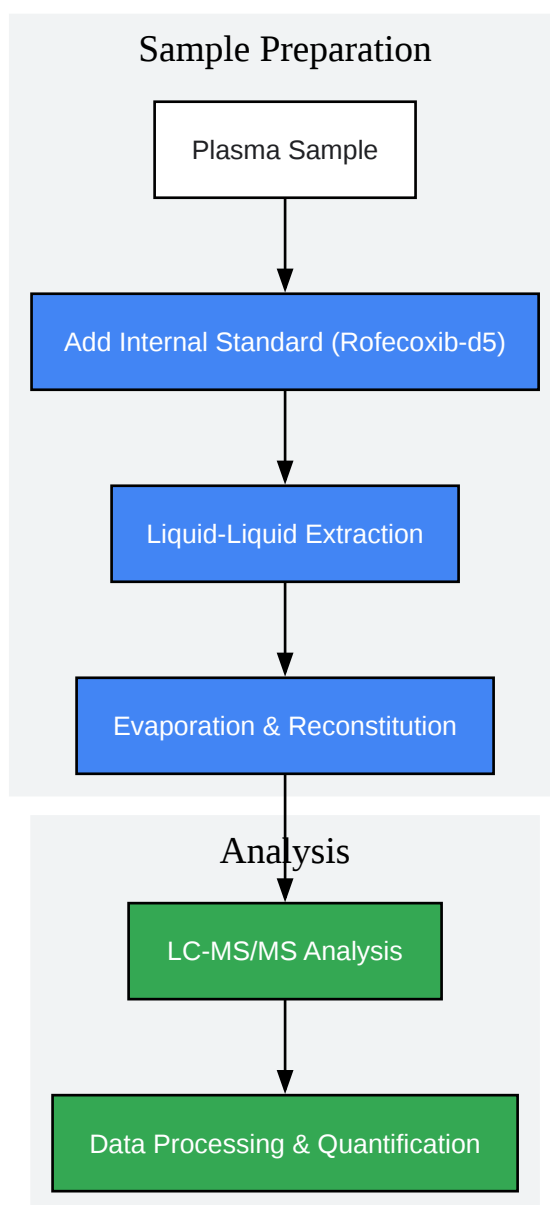 Sample Preparation
Plasma Sample
Add Internal Standard (Rofecoxib-d5)
Liquid-Liquid Extraction
Evaporation & Reconstitution
Analysis
LC-MS/MS Analysis
Data Processing & Quantification